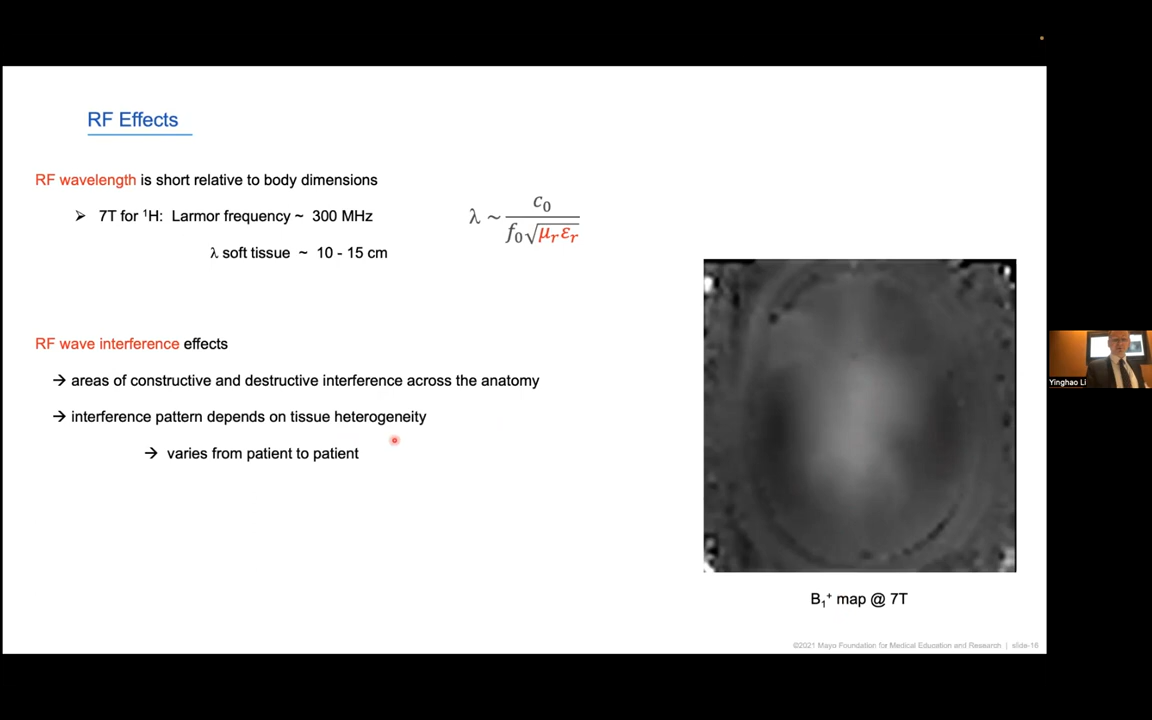 RF Effects
RF wavelength is short relative to body dimensions
➢ 7T for ¹H: Larmor frequency ~ 300 MHz
λ ~ c₀ / f₀√μᵣεᵣ
λ soft tissue ~ 10 - 15 cm
RF wave interference effects
→ areas of constructive and destructive interference across the anatomy
→ interference pattern depends on tissue heterogeneity
→ varies from patient to patient
B₁⁺ map @ 7T
©2021 Mayo Foundation for Medical Education and Research | slide-16
Yinghao Li